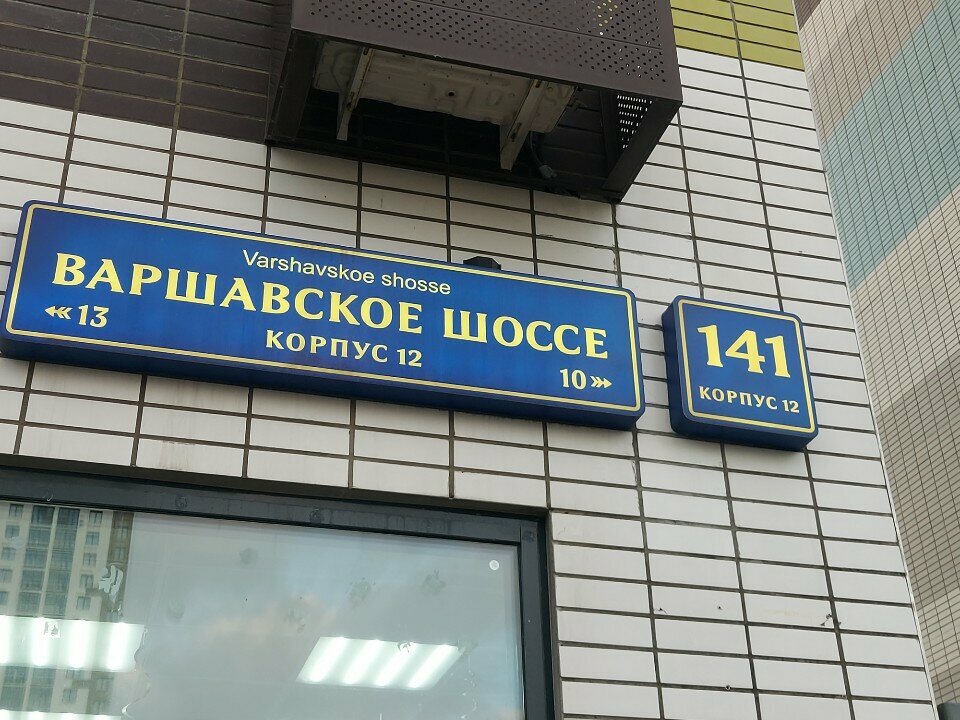 Varshavskoe shosse
ВАРШАВСКОЕ ШОССЕ
13
КОРПУС 12
10
141
КОРПУС 12